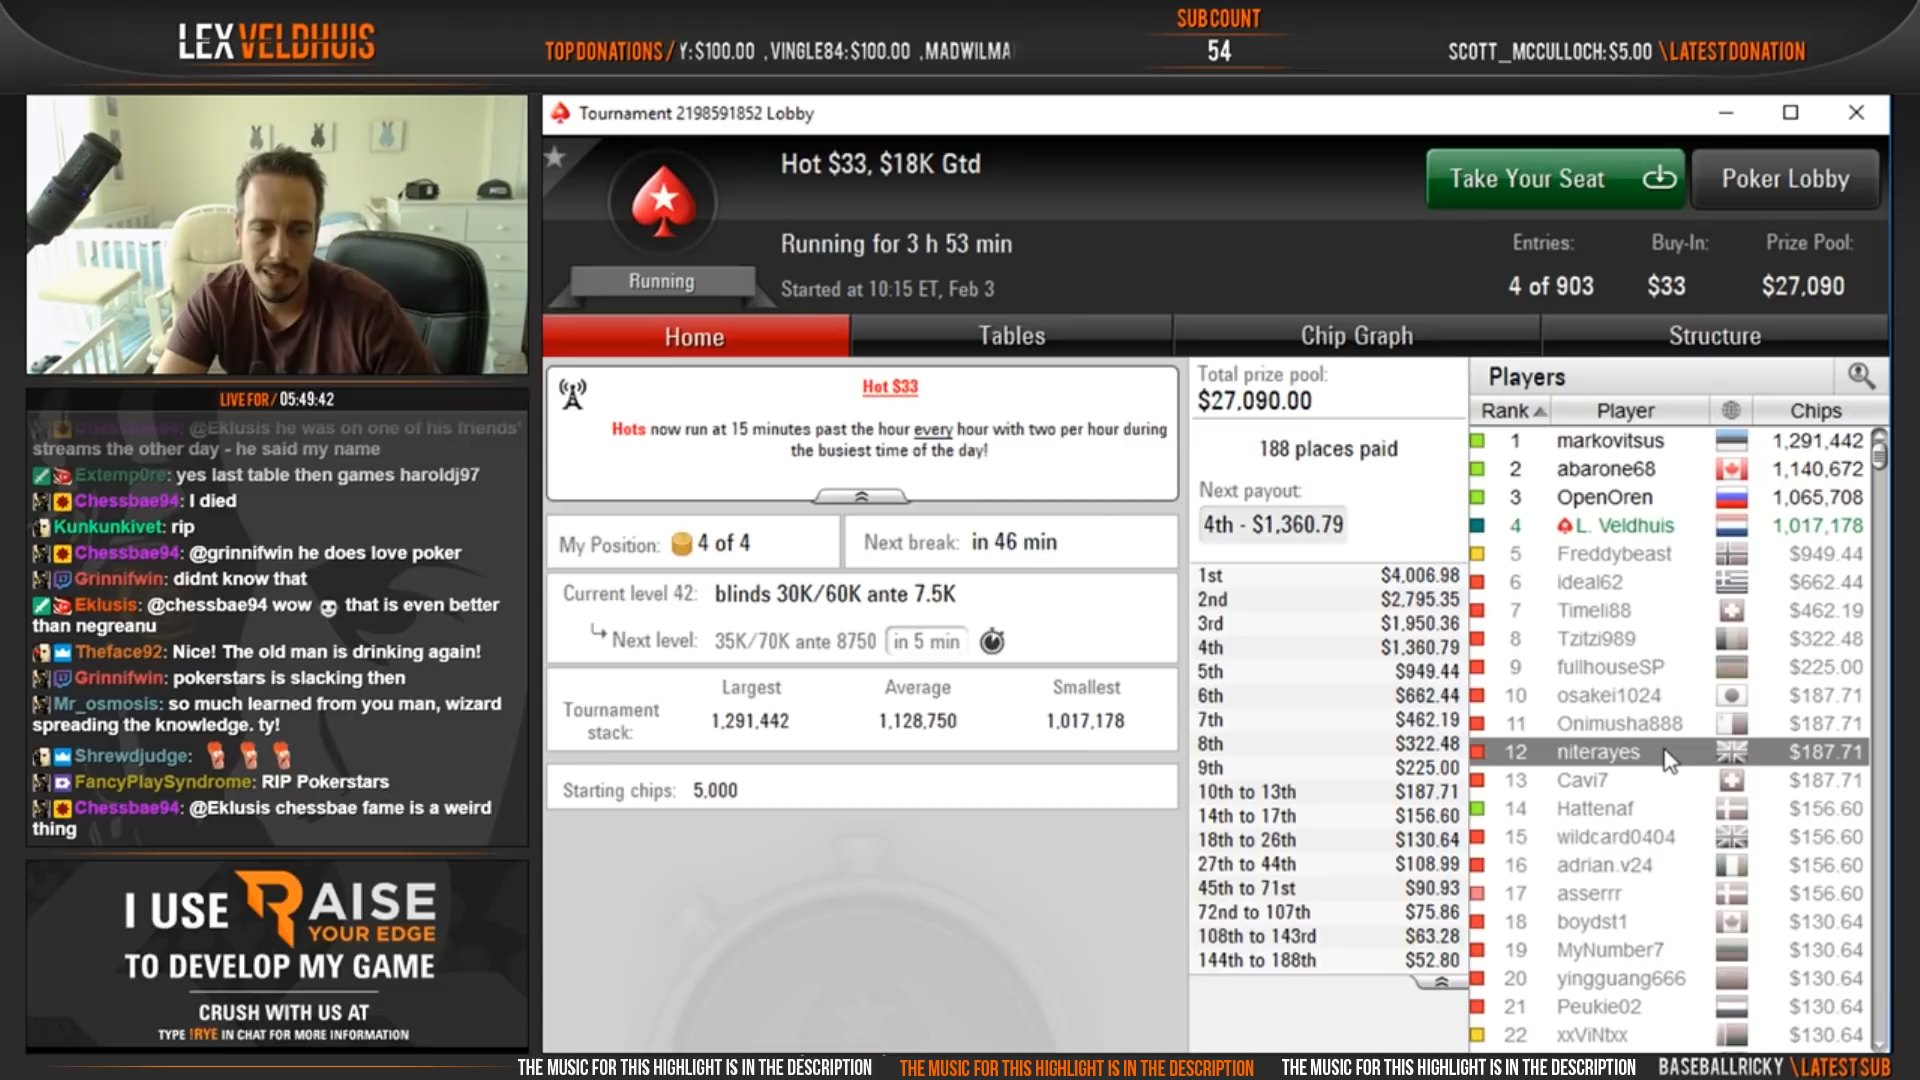 LEX VELDHUIS
TOP DONATIONS / Y:$100.00 , VINGLE84:$100.00 , MADWILMA
SUB COUNT
54
SCOTT_MCCULLOCH:$5.00 \ LATEST DONATION
LIVE FOR / 05:49:42
@Eklusis he was on one of his friends'
streams the other day - he said my name
Extemp0re: yes last table then games haroldj97
Chessbae94: I died
Kunkunkivet: rip
Chessbae94: @grinnifwin he does love poker
Grinnifwin: didnt know that
Eklusis: @chessbae94 wow that is even better
than negreanu
Theface92: Nice! The old man is drinking again!
Grinnifwin: pokerstars is slacking then
Mr_osmosis: so much learned from you man, wizard
spreading the knowledge. ty!
Shrewdjudge:
FancyPlaySyndrome: RIP Pokerstars
Chessbae94: @Eklusis chessbae fame is a weird
thing
I USE RAISE
YOUR EDGE
TO DEVELOP MY GAME
CRUSH WITH US AT
TYPE !RYE IN CHAT FOR MORE INFORMATION
Tournament 2198591852 Lobby
Hot $33, $18K Gtd
Take Your Seat
Poker Lobby
Running for 3 h 53 min
Running
Started at 10:15 ET, Feb 3
Entries: Buy-In: Prize Pool:
4 of 903 $33 $27,090
Home Tables Chip Graph Structure
Hot $33
Hots now run at 15 minutes past the hour every hour with two per hour during
the busiest time of the day!
My Position: 4 of 4
Next break: in 46 min
Current level 42: blinds 30K/60K ante 7.5K
Next level: 35K/70K ante 8750 in 5 min
Largest Average Smallest
Tournament
stack:
1,291,442 1,128,750 1,017,178
Starting chips: 5,000
Total prize pool:
$27,090.00
188 places paid
Next payout:
4th - $1,360.79
1st $4,006.98
2nd $2,795.35
3rd $1,950.36
4th $1,360.79
5th $949.44
6th $662.44
7th $462.19
8th $322.48
9th $225.00
10th to 13th $187.71
14th to 17th $156.60
18th to 26th $130.64
27th to 44th $108.99
45th to 71st $90.93
72nd to 107th $75.86
108th to 143rd $63.28
144th to 188th $52.80
Players
Rank Player Chips
1 markovitsus 1,291,442
2 abarone68 1,140,672
3 OpenOren 1,065,708
4 L. Veldhuis 1,017,178
5 Freddybeast $949.44
6 ideal62 $662.44
7 Timeli88 $462.19
8 Tzitzi989 $322.48
9 fullhouseSP $225.00
10 osakei1024 $187.71
11 Onimusha888 $187.71
12 niterayes $187.71
13 Cavi7 $187.71
14 Hattenaf $156.60
15 wildcard0404 $156.60
16 adrian.v24 $156.60
17 asserrr $156.60
18 boydst1 $130.64
19 MyNumber7 $130.64
20 yingguang666 $130.64
21 Peukie02 $130.64
22 xxViNtxx $130.64
THE MUSIC FOR THIS HIGHLIGHT IS IN THE DESCRIPTION THE MUSIC FOR THIS HIGHLIGHT IS IN THE DESCRIPTION THE MUSIC FOR THIS HIGHLIGHT IS IN THE DESCRIPTION
BASEBALLRICKY \ LATEST SUB